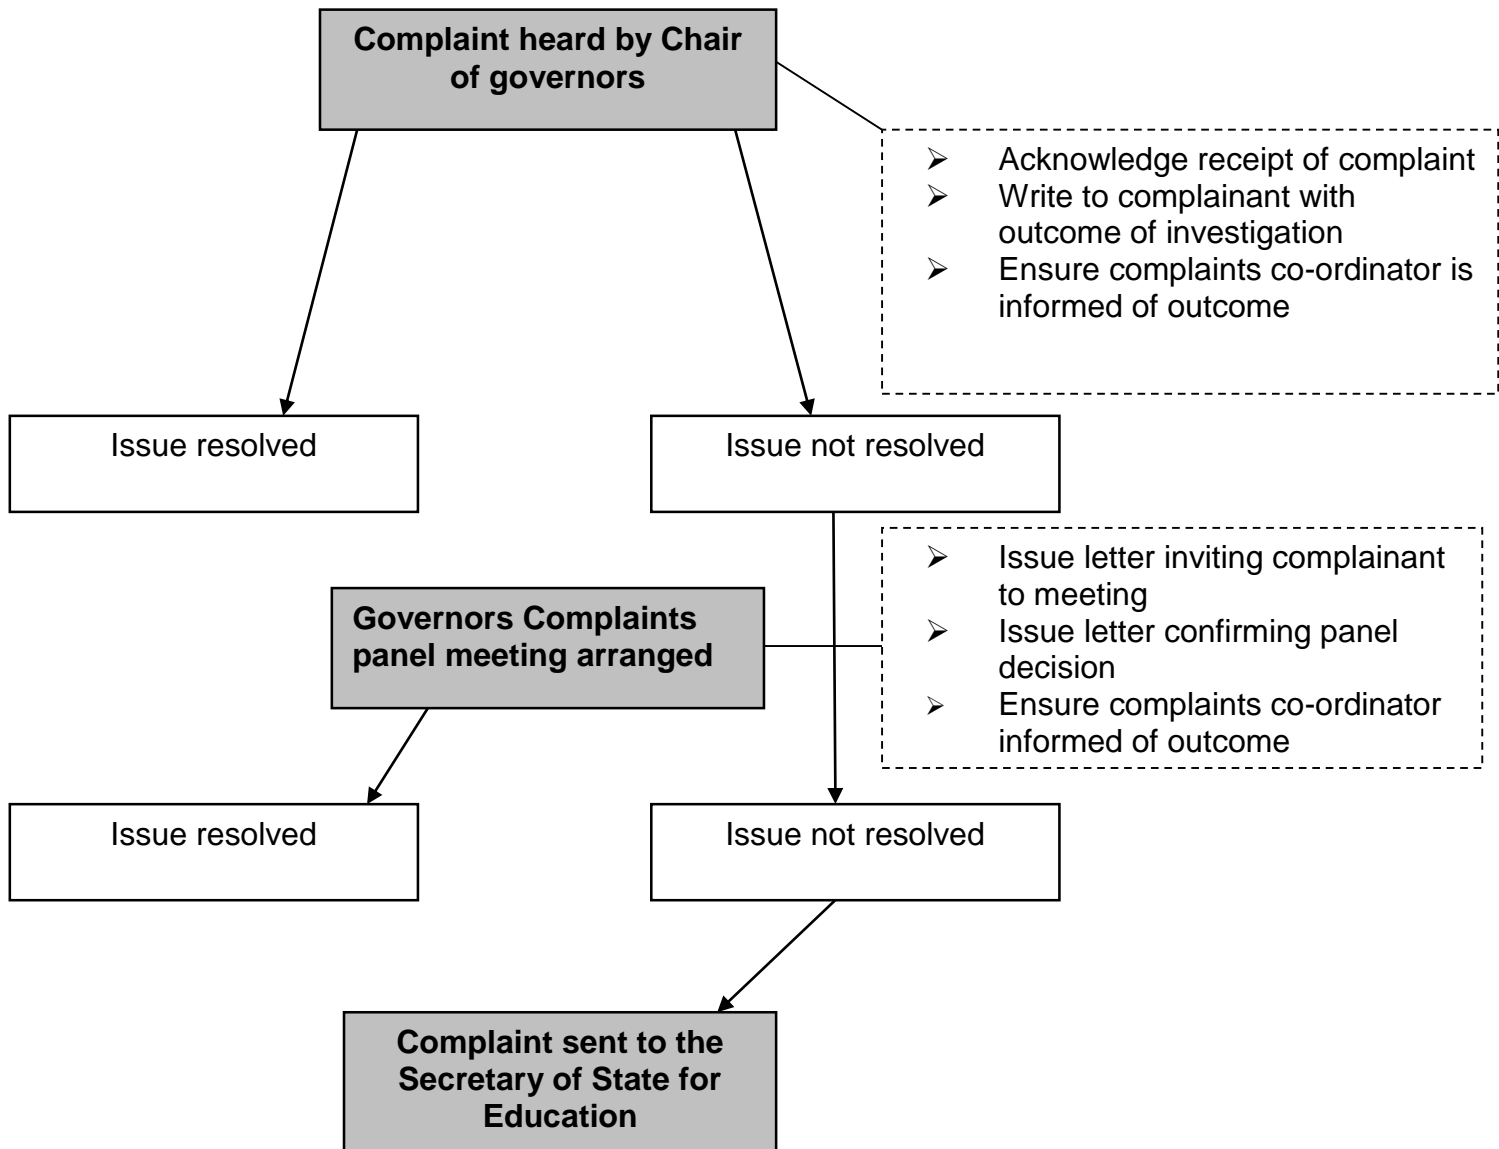 Complaint heard by Chair
of governors
➢ Acknowledge receipt of complaint
➢ Write to complainant with
outcome of investigation
➢ Ensure complaints co-ordinator is
informed of outcome
Issue resolved
Issue not resolved
➢ Issue letter inviting complainant
to meeting
➢ Issue letter confirming panel
decision
➢ Ensure complaints co-ordinator
informed of outcome
Governors Complaints
panel meeting arranged
Issue resolved
Issue not resolved
Complaint sent to the
Secretary of State for
Education